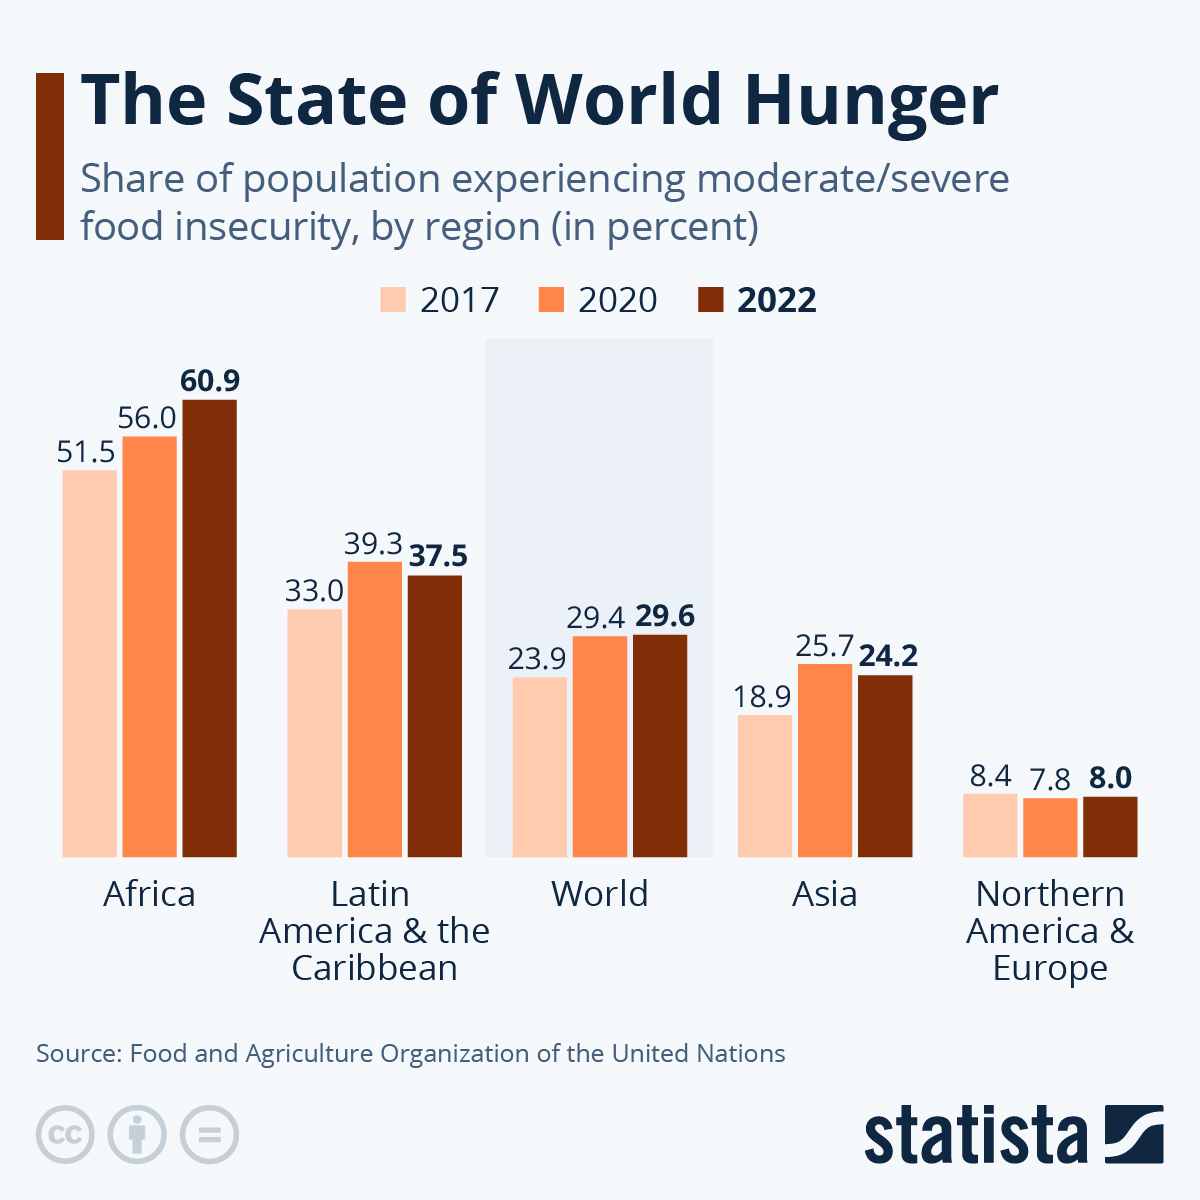 The State of World Hunger
Share of population experiencing moderate/severe
food insecurity, by region (in percent)
2017 2020 2022
51.5 56.0 60.9
33.0 39.3 37.5
23.9 29.4 29.6
18.9 25.7 24.2
8.4 7.8 8.0
Africa
Latin
America & the
Caribbean
World
Asia
Northern
America &
Europe
Source: Food and Agriculture Organization of the United Nations
cc
statista